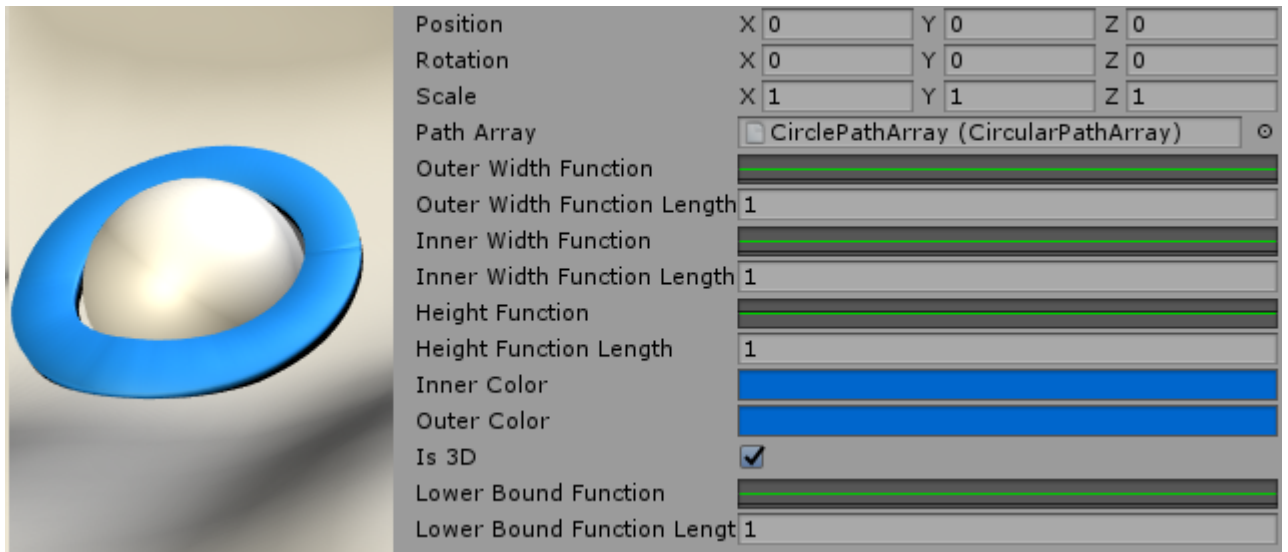 Position X 0 Y 0 Z 0
Rotation X 0 Y 0 Z 0
Scale X 1 Y 1 Z 1
Path Array CirclePathArray (CircularPathArray)
Outer Width Function
Outer Width Function Length 1
Inner Width Function
Inner Width Function Length 1
Height Function
Height Function Length 1
Inner Color
Outer Color
Is 3D
Lower Bound Function
Lower Bound Function Lengt 1